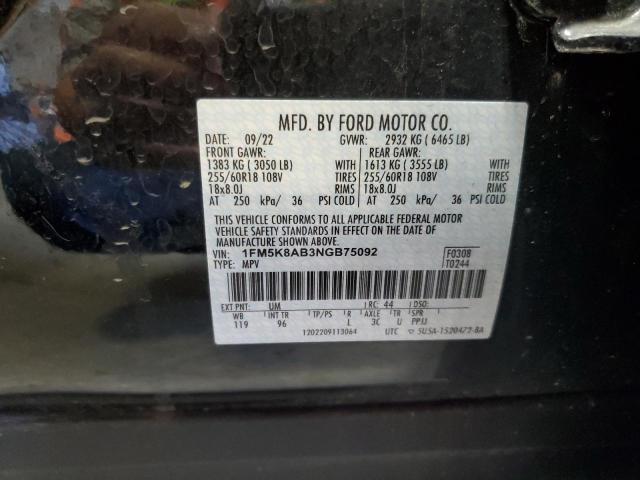 MFD. BY FORD MOTOR CO.
DATE: 09/22 GVWR: 2932 KG ( 6465 LB)
FRONT GAWR: REAR GAWR:
1383 KG ( 3050 LB) WITH 1613 KG ( 3555 LB) WITH
255/60R18 108V TIRES 255/60R18 108V TIRES
18x8.0J RIMS 18x8.0J RIMS
AT 250 kPa/ 36 PSI COLD AT 250 kPa/ 36 PSI COLD
THIS VEHICLE CONFORMS TO ALL APPLICABLE FEDERAL MOTOR
VEHICLE SAFETY STANDARDS IN EFFECT ON THE DATE OF
MANUFACTURE SHOWN ABOVE.
VIN: 1FM5K8AB3NGB75092 F0308
TYPE: MPV T0244
EXT PNT: UM RC: 44 DSO:
WB INT TR TP/PS R AXLE TR SPR
119 96 L 3C U PPJJ
1202209113064 UTC 5U5A-1520472-BA